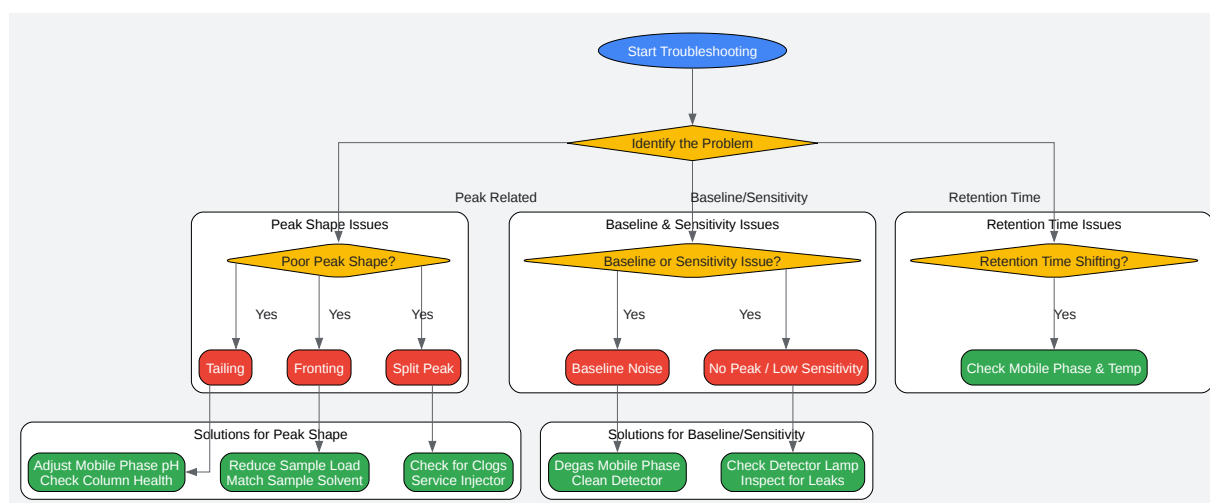 Start Troubleshooting
Identify the Problem
Peak Related
Baseline/Sensitivity
Retention Time
Peak Shape Issues
Baseline & Sensitivity Issues
Retention Time Issues
Poor Peak Shape?
Baseline or Sensitivity Issue?
Retention Time Shifting?
Yes
Yes
Yes
Yes
Yes
Yes
Tailing
Fronting
Split Peak
Baseline Noise
No Peak / Low Sensitivity
Check Mobile Phase & Temp
Solutions for Peak Shape
Solutions for Baseline/Sensitivity
Adjust Mobile Phase pH
Check Column Health
Reduce Sample Load
Match Sample Solvent
Check for Clogs
Service Injector
Degas Mobile Phase
Clean Detector
Check Detector Lamp
Inspect for Leaks